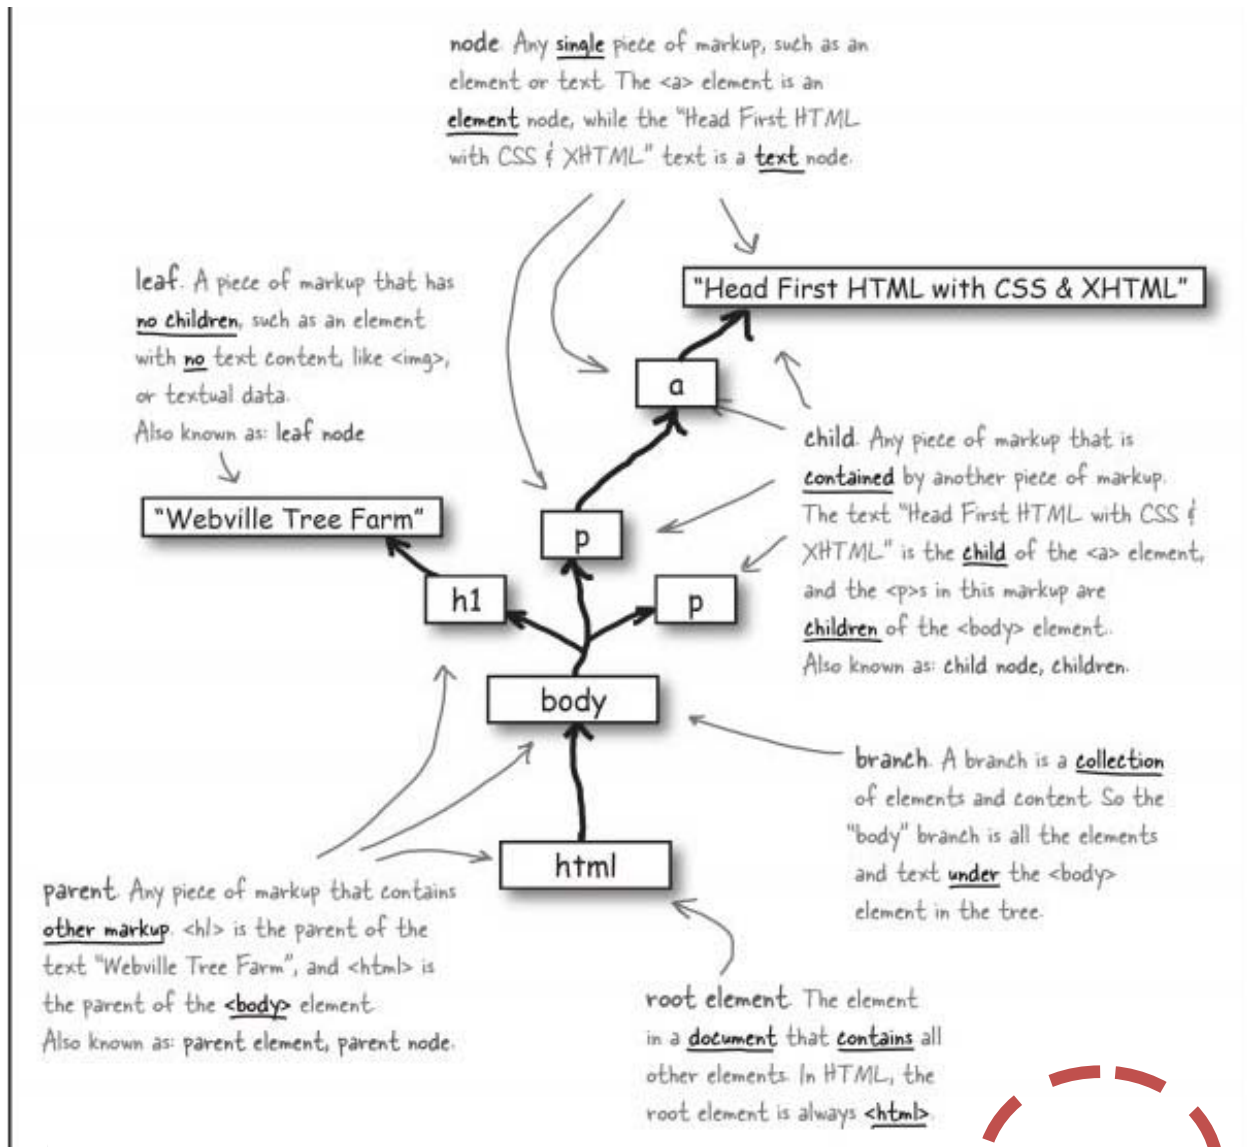 node. Any single piece of markup, such as an
element or text. The <a> element is an
element node, while the "Head First HTML
with CSS & XHTML" text is a text node.
"Head First HTML with CSS & XHTML"
leaf. A piece of markup that has
no children, such as an element
with no text content, like <img>,
or textual data.
Also known as: leaf node
a
child. Any piece of markup that is
contained by another piece of markup.
The text "Head First HTML with CSS &
XHTML" is the child of the <a> element,
and the <p>s in this markup are
children of the <body> element.
Also known as: child node, children.
"Webville Tree Farm"
p
h1
p
body
branch. A branch is a collection
of elements and content. So the
"body" branch is all the elements
and text under the <body>
element in the tree.
html
parent. Any piece of markup that contains
other markup. <h1> is the parent of the
text "Webville Tree Farm", and <html> is
the parent of the <body> element.
Also known as: parent element, parent node.
root element. The element
in a document that contains all
other elements. In HTML, the
root element is always <html>.